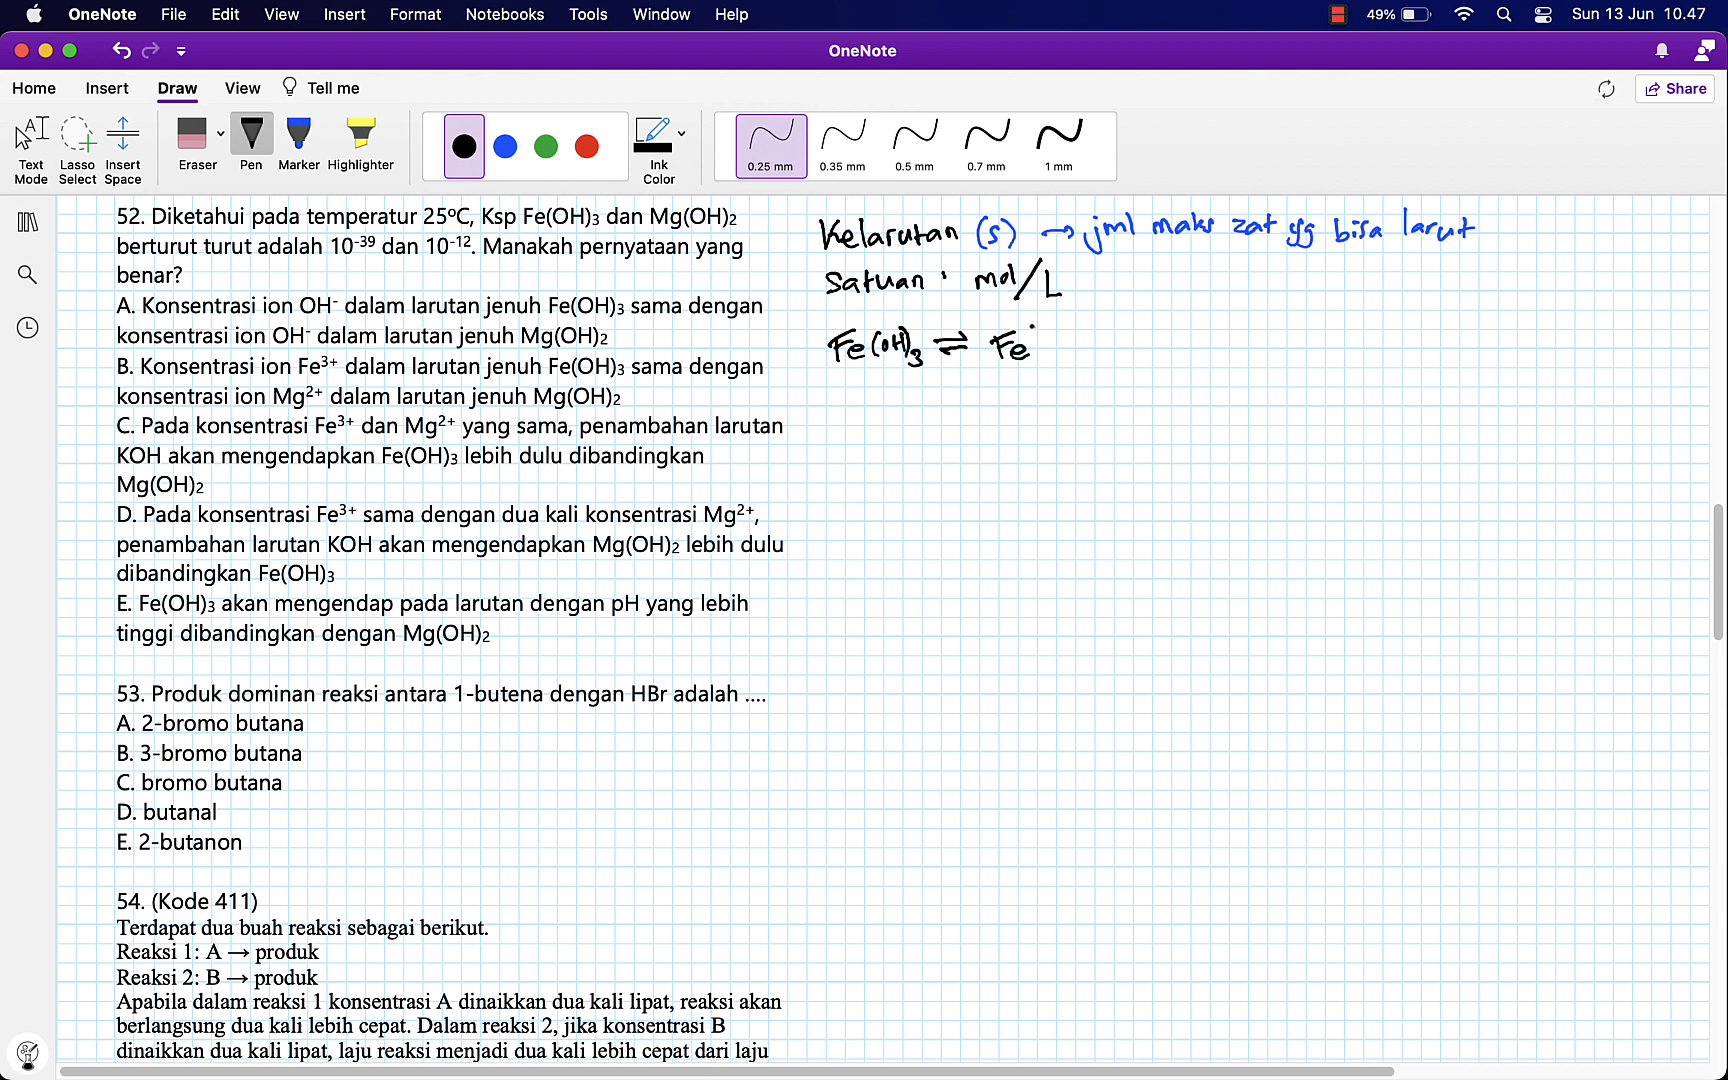 OneNote File Edit View Insert Format Notebooks Tools Window Help 49% Sun 13 Jun 10.47
OneNote
Home Insert Draw View Tell me Share
Text Mode Lasso Select Insert Space Eraser Pen Marker Highlighter Ink Color 0.25 mm 0.35 mm 0.5 mm 0.7 mm 1 mm
52. Diketahui pada temperatur 25ºC, Ksp Fe(OH)₃ dan Mg(OH)₂
berturut turut adalah 10⁻³⁹ dan 10⁻¹². Manakah pernyataan yang
benar?
A. Konsentrasi ion OH⁻ dalam larutan jenuh Fe(OH)₃ sama dengan
konsentrasi ion OH⁻ dalam larutan jenuh Mg(OH)₂
B. Konsentrasi ion Fe³⁺ dalam larutan jenuh Fe(OH)₃ sama dengan
konsentrasi ion Mg²⁺ dalam larutan jenuh Mg(OH)₂
C. Pada konsentrasi Fe³⁺ dan Mg²⁺ yang sama, penambahan larutan
KOH akan mengendapkan Fe(OH)₃ lebih dulu dibandingkan
Mg(OH)₂
D. Pada konsentrasi Fe³⁺ sama dengan dua kali konsentrasi Mg²⁺,
penambahan larutan KOH akan mengendapkan Mg(OH)₂ lebih dulu
dibandingkan Fe(OH)₃
E. Fe(OH)₃ akan mengendap pada larutan dengan pH yang lebih
tinggi dibandingkan dengan Mg(OH)₂
53. Produk dominan reaksi antara 1-butena dengan HBr adalah ....
A. 2-bromo butana
B. 3-bromo butana
C. bromo butana
D. butanal
E. 2-butanon
54. (Kode 411)
Terdapat dua buah reaksi sebagai berikut.
Reaksi 1: A → produk
Reaksi 2: B → produk
Apabila dalam reaksi 1 konsentrasi A dinaikkan dua kali lipat, reaksi akan
berlangsung dua kali lebih cepat. Dalam reaksi 2, jika konsentrasi B
dinaikkan dua kali lipat, laju reaksi menjadi dua kali lebih cepat dari laju
Kelarutan (s) → jml maks zat yg bisa larut
Satuan : mol/L
Fe(OH)₃ ⇌ Fe